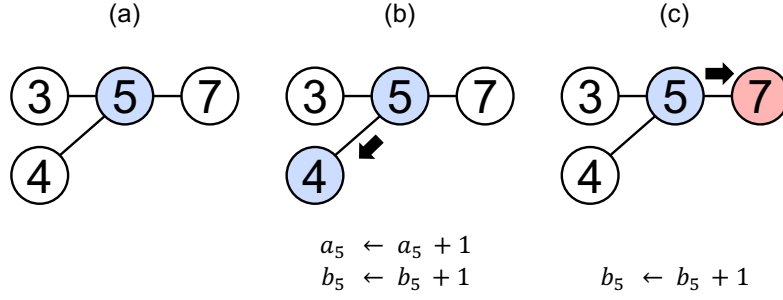 (a) (b) (c)
3 5 7 3 5 7 3 5 7
4 4 4
a₅ ← a₅ + 1
b₅ ← b₅ + 1 b₅ ← b₅ + 1